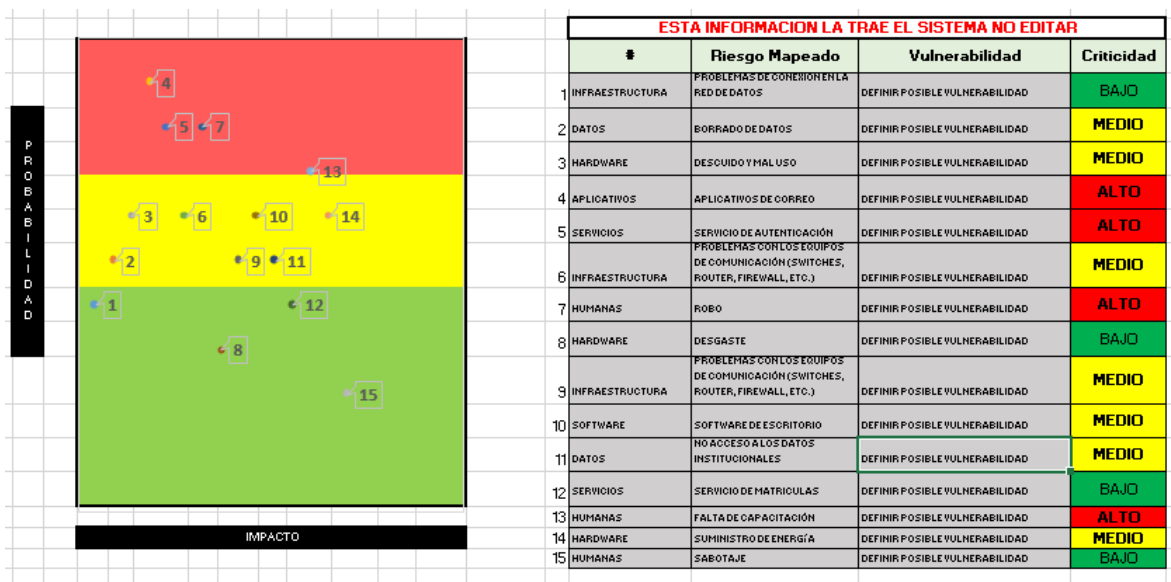 ESTA INFORMACION LA TRAE EL SISTEMA NO EDITAR
# Riesgo Mapeado Vulnerabilidad Criticidad
1 INFRAESTRUCTURA PROBLEMAS DE CONEXION EN LA RED DE DATOS DEFINIR POSIBLE VULNERABILIDAD BAJO
2 DATOS BORRADO DE DATOS DEFINIR POSIBLE VULNERABILIDAD MEDIO
3 HARDWARE DESCUIDO Y MAL USO DEFINIR POSIBLE VULNERABILIDAD MEDIO
4 APLICATIVOS APLICATIVOS DE CORREO DEFINIR POSIBLE VULNERABILIDAD ALTO
5 SERVICIOS SERVICIO DE AUTENTICACIÓN DEFINIR POSIBLE VULNERABILIDAD ALTO
6 INFRAESTRUCTURA PROBLEMAS CON LOS EQUIPOS DE COMUNICACIÓN (SWITCHES, ROUTER, FIREWALL, ETC.) DEFINIR POSIBLE VULNERABILIDAD MEDIO
7 HUMANAS ROBO DEFINIR POSIBLE VULNERABILIDAD ALTO
8 HARDWARE DESGASTE DEFINIR POSIBLE VULNERABILIDAD BAJO
9 INFRAESTRUCTURA PROBLEMAS CON LOS EQUIPOS DE COMUNICACIÓN (SWITCHES, ROUTER, FIREWALL, ETC.) DEFINIR POSIBLE VULNERABILIDAD MEDIO
10 SOFTWARE SOFTWARE DE ESCRITORIO DEFINIR POSIBLE VULNERABILIDAD MEDIO
11 DATOS NO ACCESO A LOS DATOS INSTITUCIONALES DEFINIR POSIBLE VULNERABILIDAD MEDIO
12 SERVICIOS SERVICIO DE MATRICULAS DEFINIR POSIBLE VULNERABILIDAD BAJO
13 HUMANAS FALTA DE CAPACITACIÓN DEFINIR POSIBLE VULNERABILIDAD ALTO
14 HARDWARE SUMINISTRO DE ENERGÍA DEFINIR POSIBLE VULNERABILIDAD MEDIO
15 HUMANAS SABOTAJE DEFINIR POSIBLE VULNERABILIDAD BAJO
PROBABILIDAD
4
5 7
13
3 6 10 14
2 9 11
1 12
8
15
IMPACTO